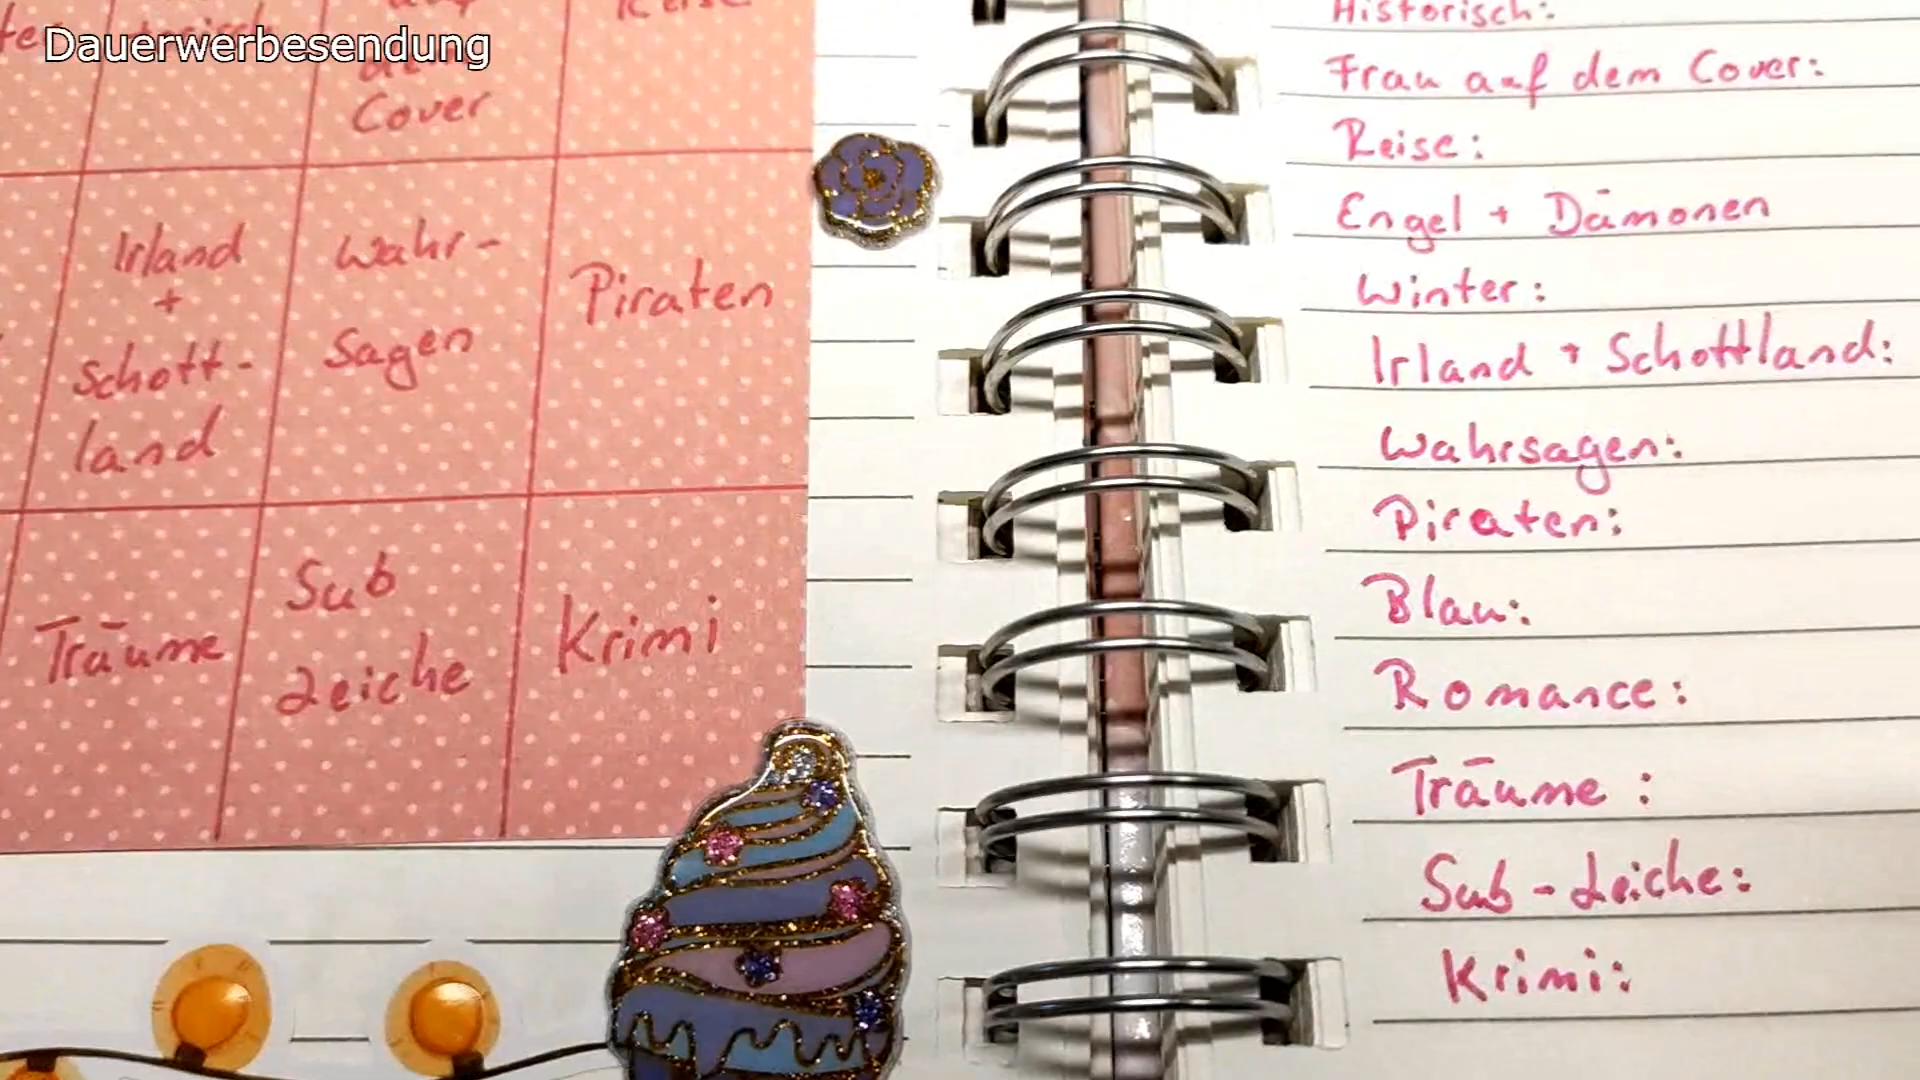 Dauerwerbesendung
Cover
Irland
+
Schott-
land
Wahr-
Sagen
Piraten
Träume
Sub
Leiche
Krimi
Historisch:
Frau auf dem Cover:
Reise:
Engel + Dämonen
Winter:
Irland + Schottland:
Wahrsagen:
Piraten:
Blau:
Romance:
Träume :
Sub-Leiche:
Krimi: